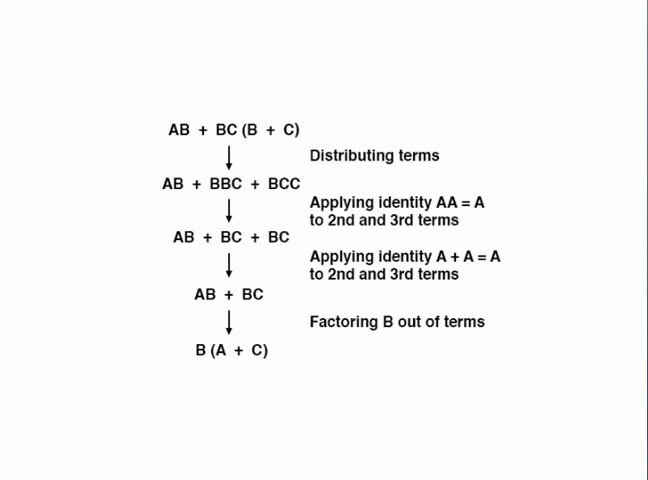 AB + BC (B + C)
Distributing terms
AB + BBC + BCC
Applying identity AA = A
to 2nd and 3rd terms
AB + BC + BC
Applying identity A + A = A
to 2nd and 3rd terms
AB + BC
Factoring B out of terms
B (A + C)